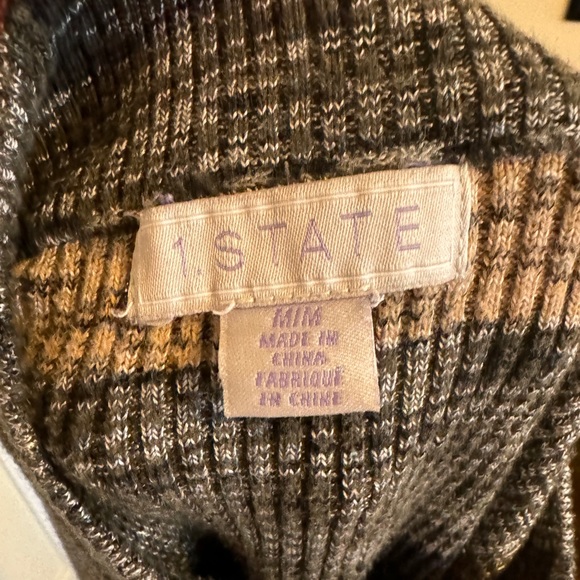 1. STATE
M/M
MADE IN
CHINA
FABRIQUÉ
EN CHINE